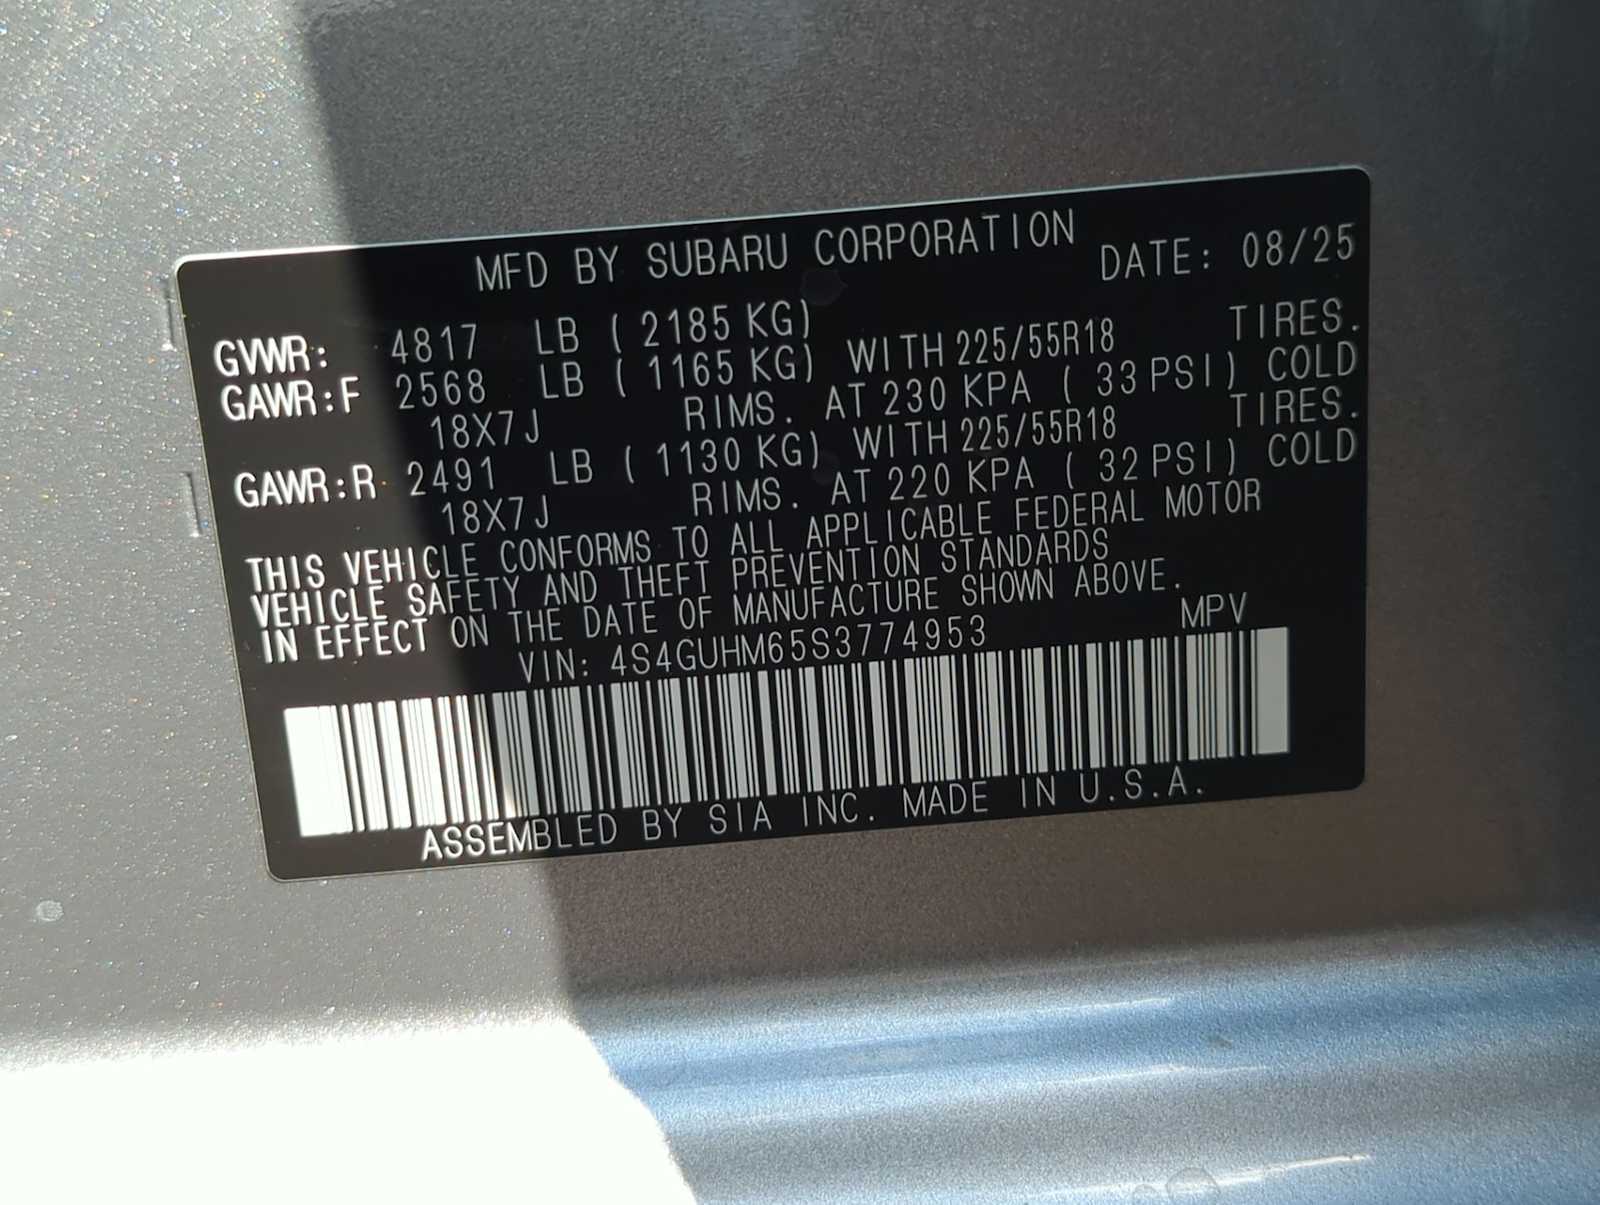 MFD BY SUBARU CORPORATION DATE: 08/25
GVWR: 4817 LB ( 2185 KG)
GAWR:F 2568 LB ( 1165 KG) WITH 225/55R18 TIRES.
18X7J RIMS. AT 230 KPA ( 33 PSI) COLD
GAWR:R 2491 LB ( 1130 KG) WITH 225/55R18 TIRES.
18X7J RIMS. AT 220 KPA ( 32 PSI) COLD
THIS VEHICLE CONFORMS TO ALL APPLICABLE FEDERAL MOTOR
VEHICLE SAFETY AND THEFT PREVENTION STANDARDS
IN EFFECT ON THE DATE OF MANUFACTURE SHOWN ABOVE.
VIN: 4S4GUHM65S3774953 MPV
ASSEMBLED BY SIA INC. MADE IN U.S.A.